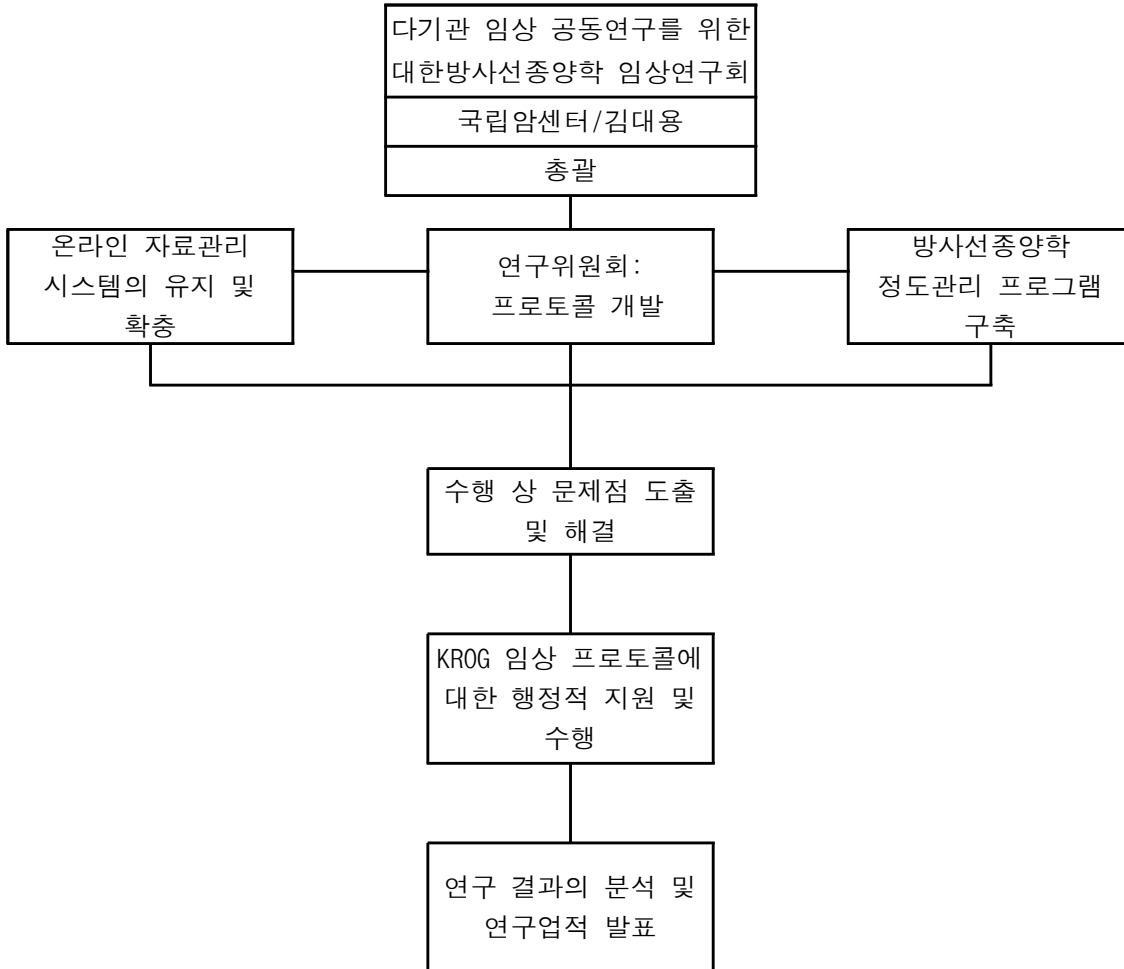 다기관 임상 공동연구를 위한
대한방사선종양학 임상연구회
국립암센터/김대용
총괄
온라인 자료관리
시스템의 유지 및
확충
연구위원회:
프로토콜 개발
방사선종양학
정도관리 프로그램
구축
수행 상 문제점 도출
및 해결
KROG 임상 프로토콜에
대한 행정적 지원 및
수행
연구 결과의 분석 및
연구업적 발표